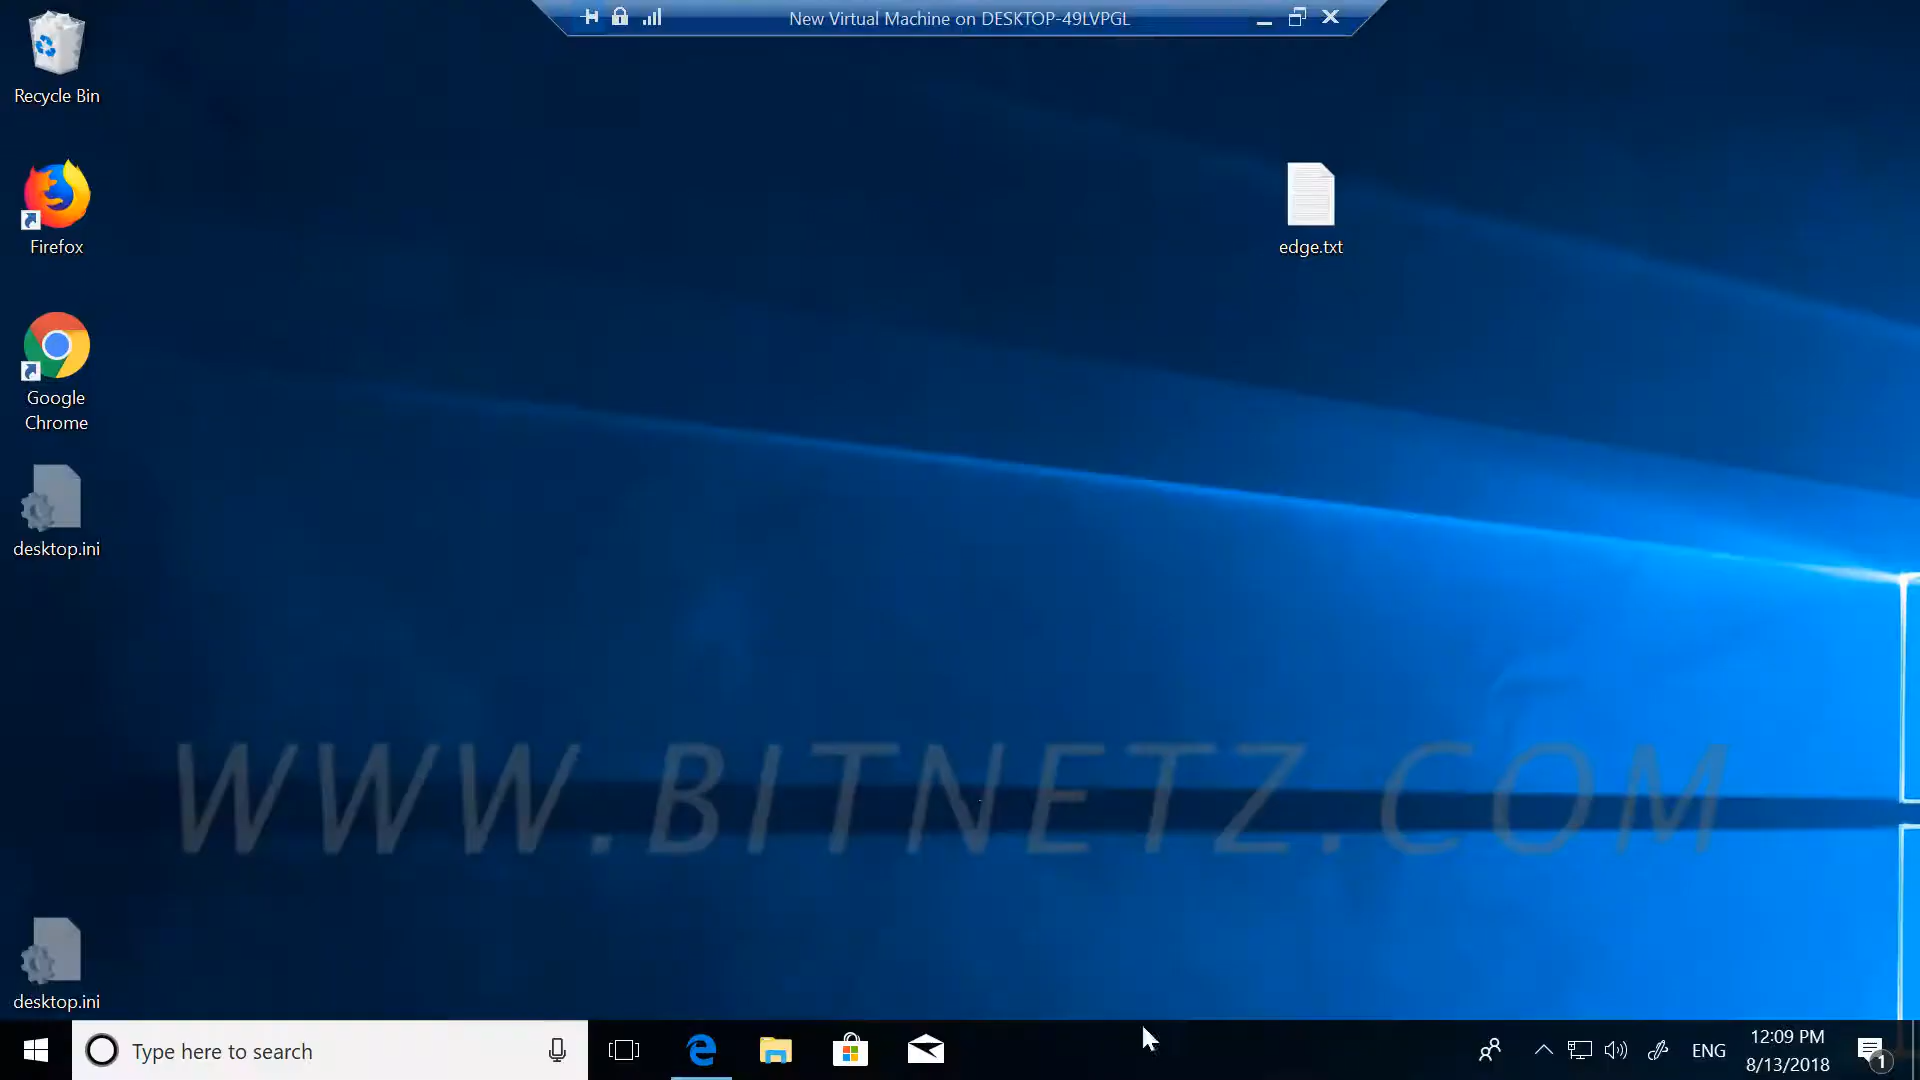 New Virtual Machine on DESKTOP-49LVPGL
Recycle Bin
Firefox
edge.txt
Google
Chrome
desktop.ini
WWW.BITNETZ.COM
desktop.ini
Type here to search
ENG
12:09 PM
8/13/2018
1